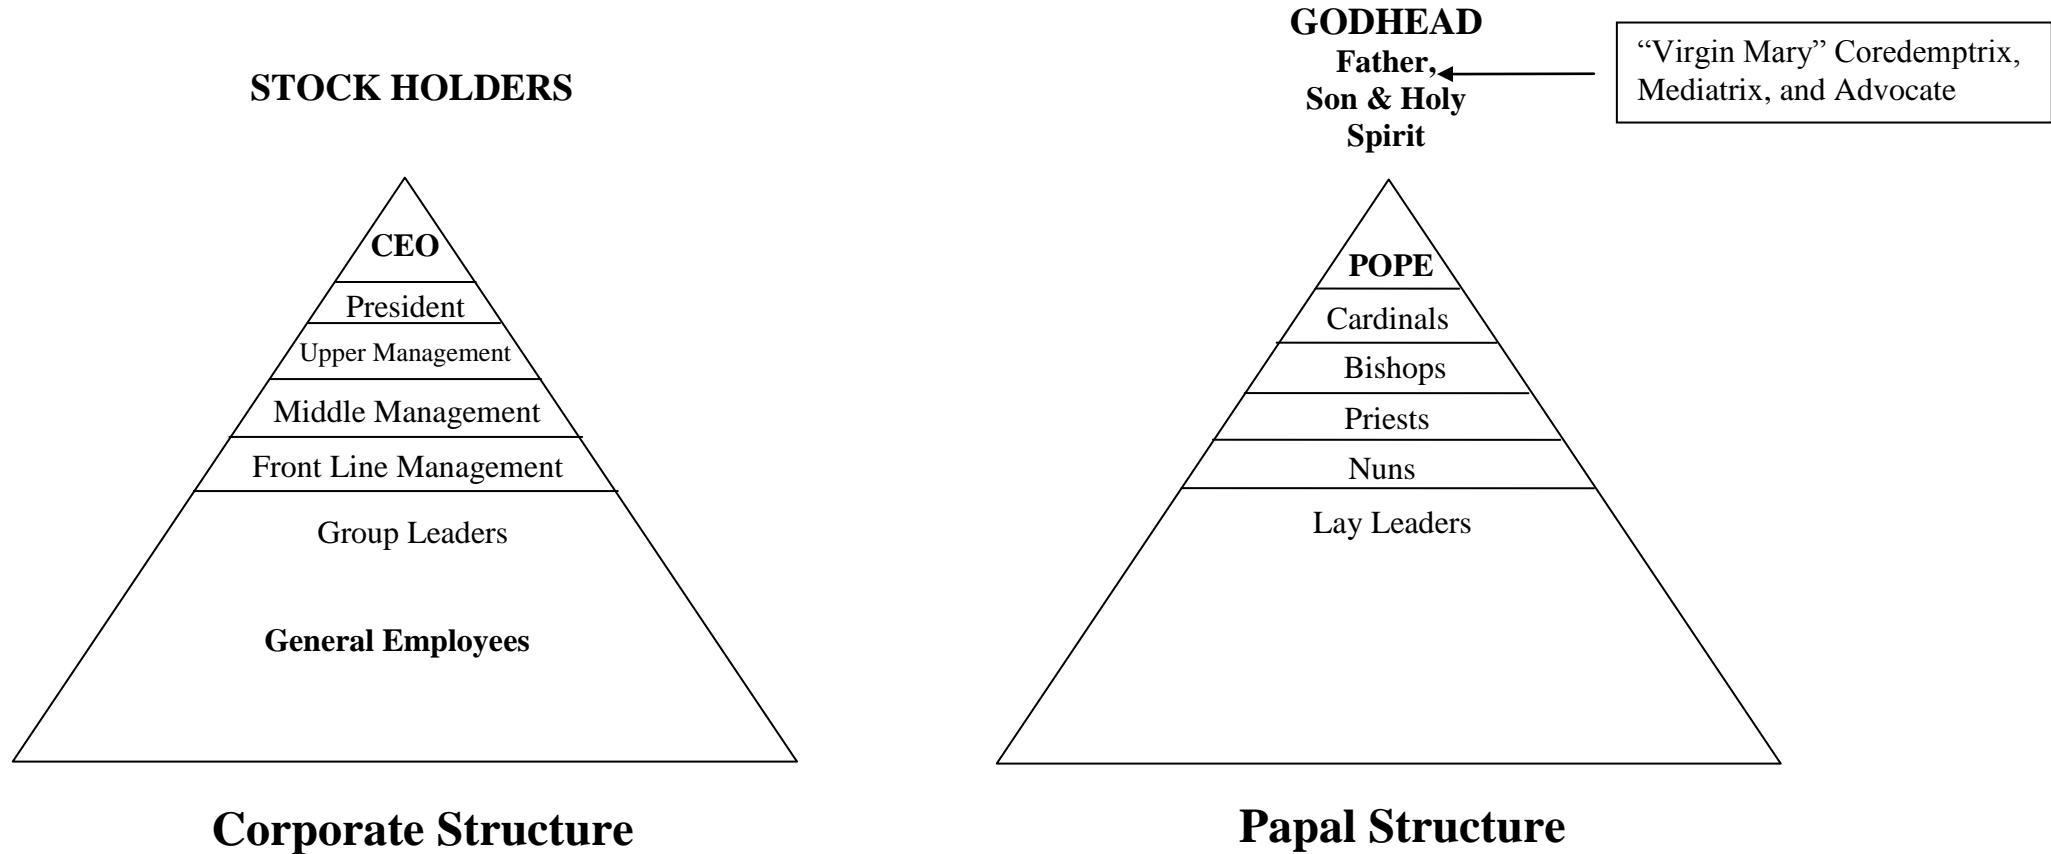 STOCK HOLDERS
CEO
President
Upper Management
Middle Management
Front Line Management
Group Leaders
General Employees
Corporate Structure
GODHEAD
Father,
Son & Holy
Spirit
“Virgin Mary” Coredemptrix,
Mediatrix, and Advocate
POPE
Cardinals
Bishops
Priests
Nuns
Lay Leaders
Papal Structure